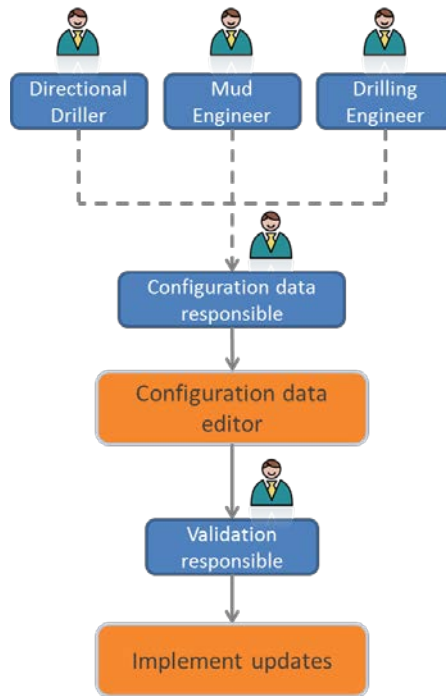 Directional
Driller
Mud
Engineer
Drilling
Engineer
Configuration data
responsible
Configuration data
editor
Validation
responsible
Implement updates